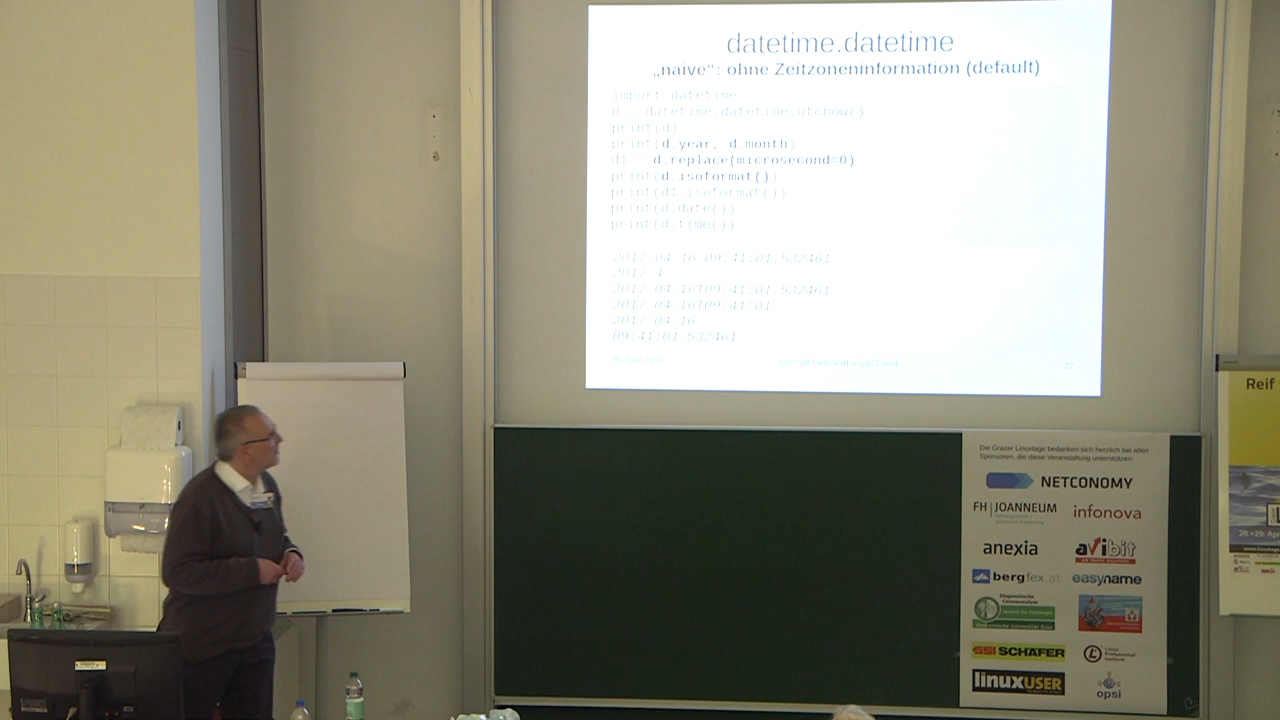 datetime.datetime
„naive“: ohne Zeitzoneninformation (default)
import datetime
d = datetime.datetime.utcnow()
print(d)
print(d.year, d.month)
d1 = d.replace(microsecond=0)
print(d.isoformat())
print(d1.isoformat())
print(d.date())
print(d.time())
2017-04-16 09:41:01.532461
2017 4
2017-04-16T09:41:01.532461
2017-04-16T09:41:01
2017-04-16
09:41:01.532461
27
Die Grazer Linuxtage bedanken sich herzlich bei allen
Sponsoren, die diese Veranstaltung unterstützen:
NETCONOMY
FH JOANNEUM
infonova
anexia
avibit
bergfex.at
easyname
SSI SCHÄFER
Linux
Professional
Institute
linuxUSER
opsi
Reif